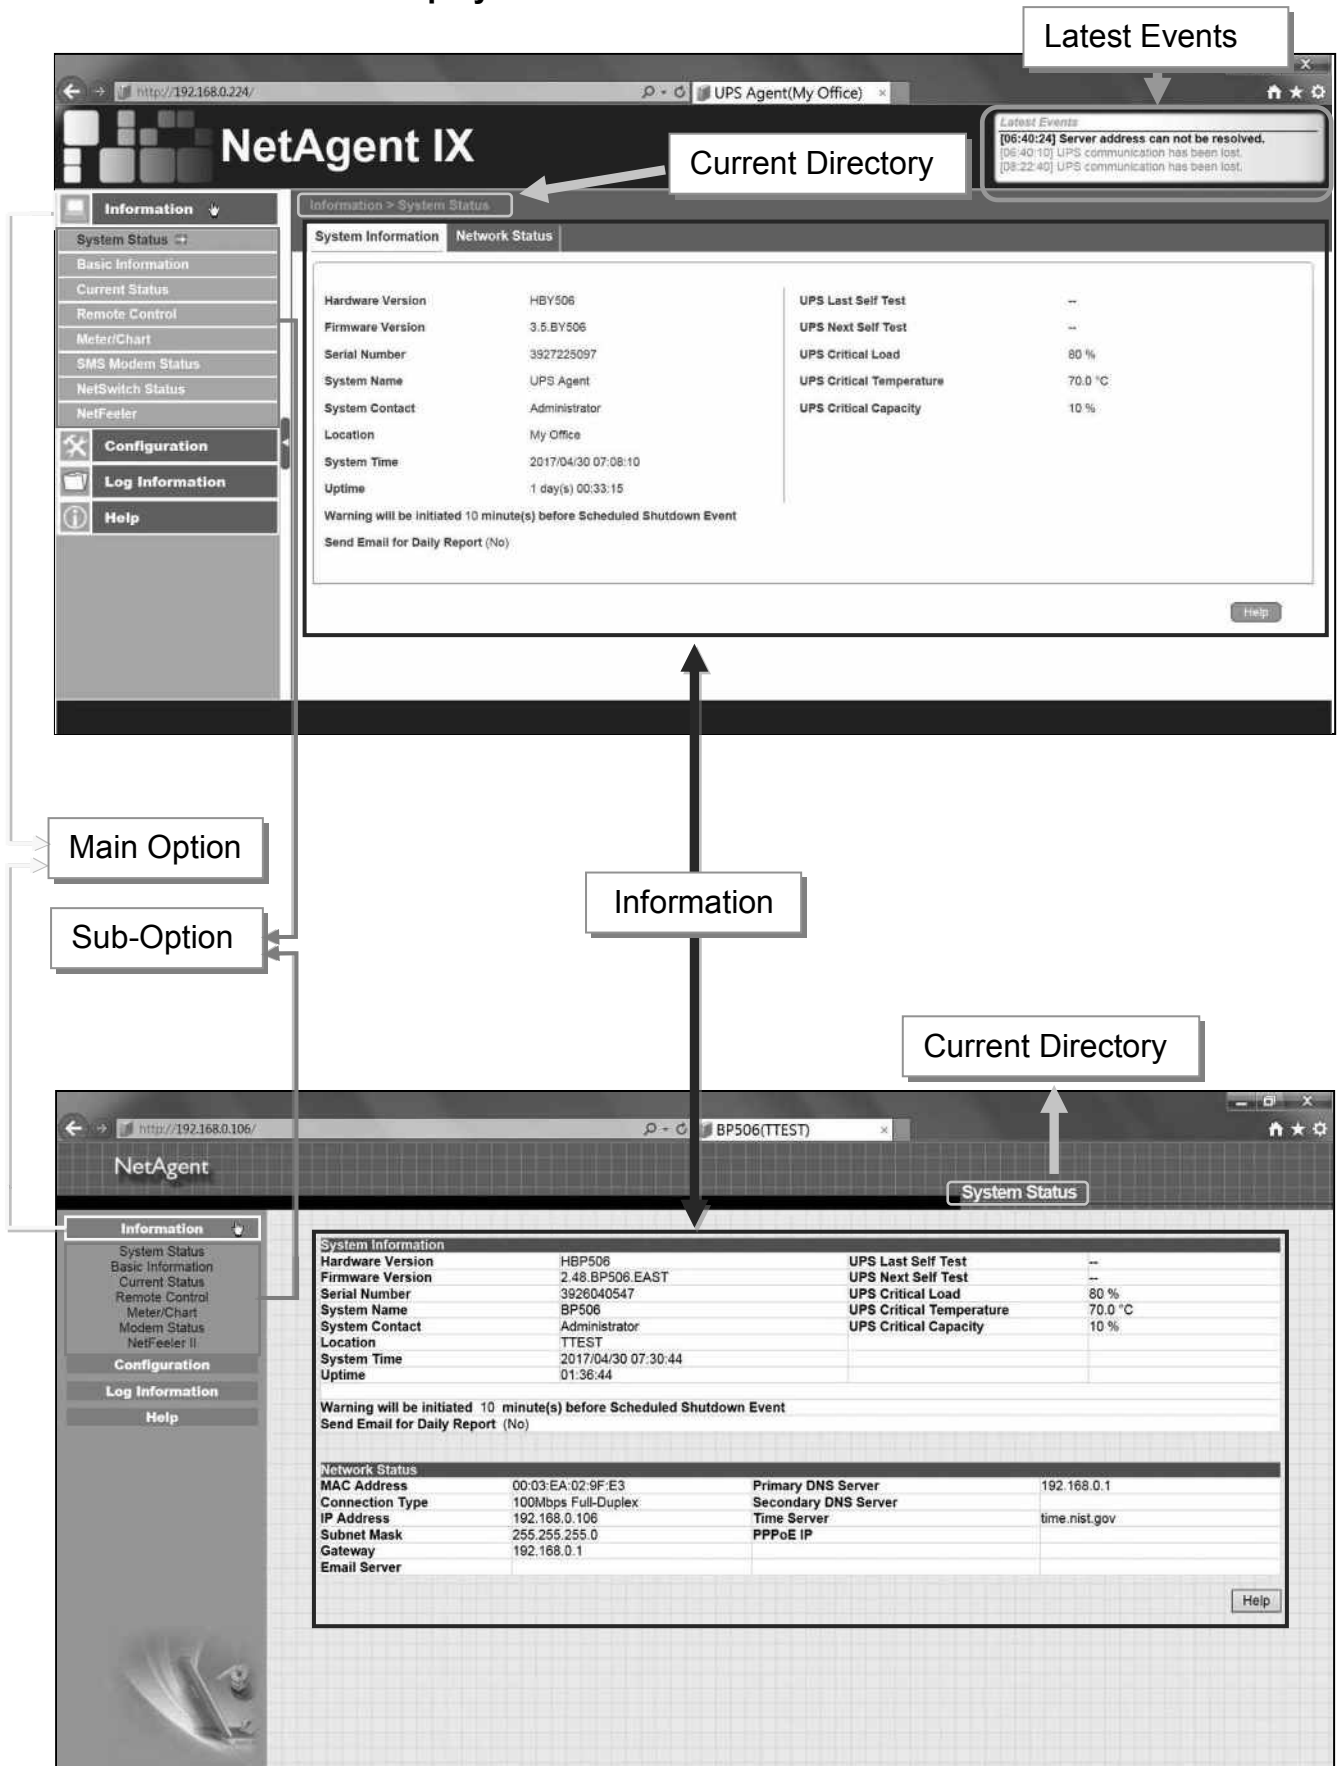 Latest Events
http://192.168.0.224/
UPS Agent(My Office)
NetAgent IX
Latest Events
[06:40:24] Server address can not be resolved.
[06:40:10] UPS communication has been lost.
[08:22:40] UPS communication has been lost.
Current Directory
Information
Information > System Status
System Status
Basic Information
Current Status
Remote Control
Meter/Chart
SMS Modem Status
NetSwitch Status
NetFeeler
Configuration
Log Information
Help
System Information Network Status
Hardware Version HBY506 UPS Last Self Test --
Firmware Version 3.5.BY506 UPS Next Self Test --
Serial Number 3927225097 UPS Critical Load 80 %
System Name UPS Agent UPS Critical Temperature 70.0 °C
System Contact Administrator UPS Critical Capacity 10 %
Location My Office
System Time 2017/04/30 07:08:10
Uptime 1 day(s) 00:33:15
Warning will be initiated 10 minute(s) before Scheduled Shutdown Event
Send Email for Daily Report (No)
Help
Main Option
Information
Sub-Option
Current Directory
http://192.168.0.106/
BP506(TTEST)
NetAgent
System Status
Information
System Status
Basic Information
Current Status
Remote Control
Meter/Chart
Modem Status
NetFeeler II
Configuration
Log Information
Help
System Information
Hardware Version HBP506 UPS Last Self Test --
Firmware Version 2.48.BP506.EAST UPS Next Self Test --
Serial Number 3926040547 UPS Critical Load 80 %
System Name BP506 UPS Critical Temperature 70.0 °C
System Contact Administrator UPS Critical Capacity 10 %
Location TTEST
System Time 2017/04/30 07:30:44
Uptime 01:36:44
Warning will be initiated 10 minute(s) before Scheduled Shutdown Event
Send Email for Daily Report (No)
Network Status
MAC Address 00:03:EA:02:9F:E3 Primary DNS Server 192.168.0.1
Connection Type 100Mbps Full-Duplex Secondary DNS Server
IP Address 192.168.0.106 Time Server time.nist.gov
Subnet Mask 255.255.255.0 PPPoE IP
Gateway 192.168.0.1
Email Server
Help